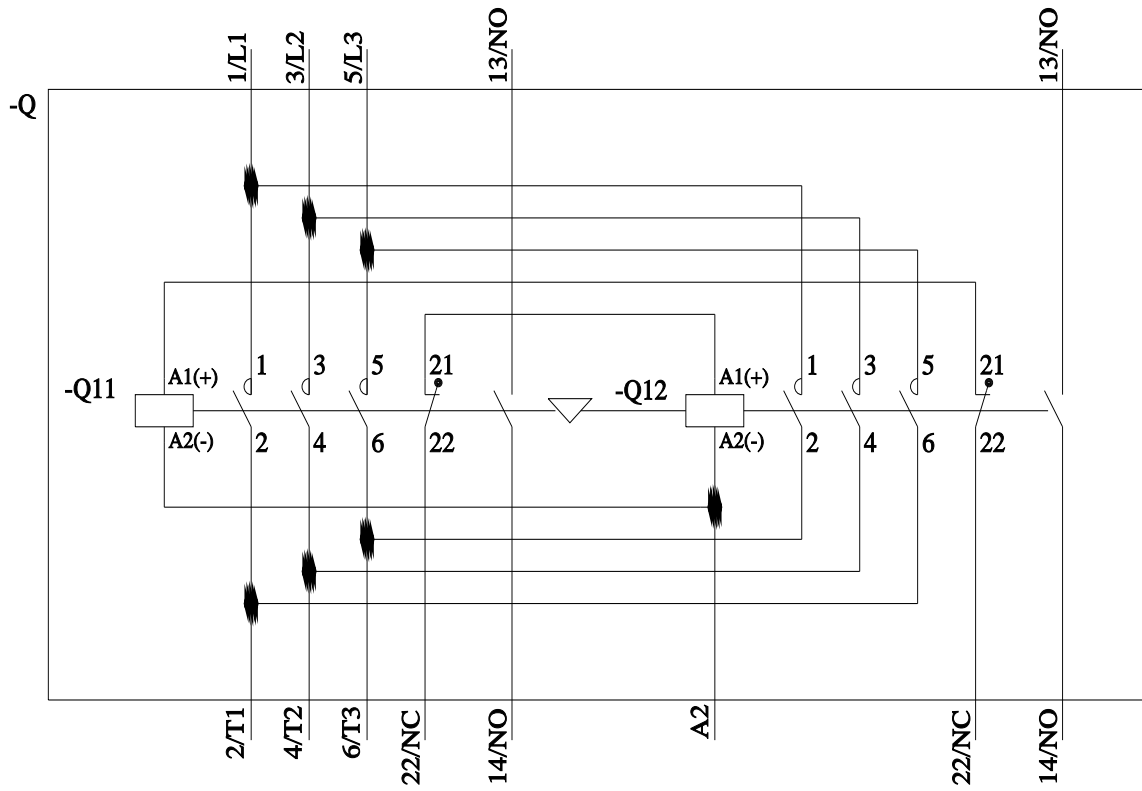 1/L1
3/L2
5/L3
13/NO
13/NO
-Q
1
3
5
21
1
3
5
21
-Q11
A1(+)
-Q12
A1(+)
A2(-)
2
4
6
22
A2(-)
2
4
6
22
2/T1
4/T2
6/T3
22/NC
14/NO
A2
22/NC
14/NO